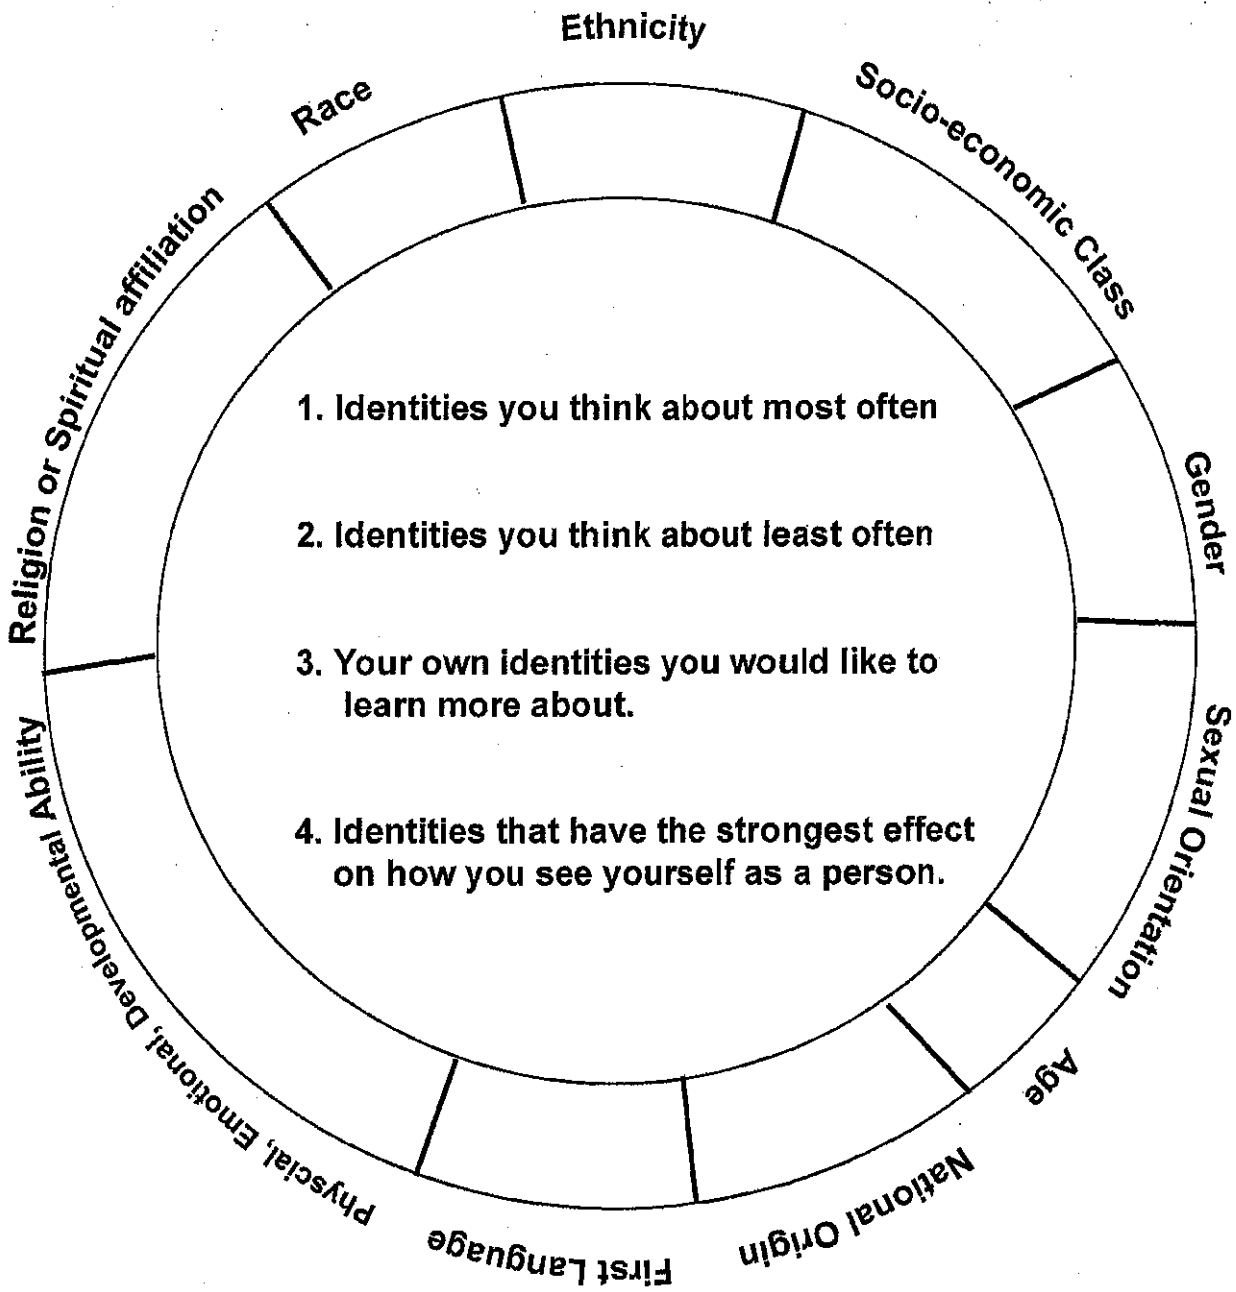 Ethnicity
Socio-economic Class
Gender
Sexual Orientation
Age
National Origin
First Language
Physcial, Emotional, Developmental Ability
Religion or Spiritual affiliation
Race
1. Identities you think about most often
2. Identities you think about least often
3. Your own identities you would like to
learn more about.
4. Identities that have the strongest effect
on how you see yourself as a person.